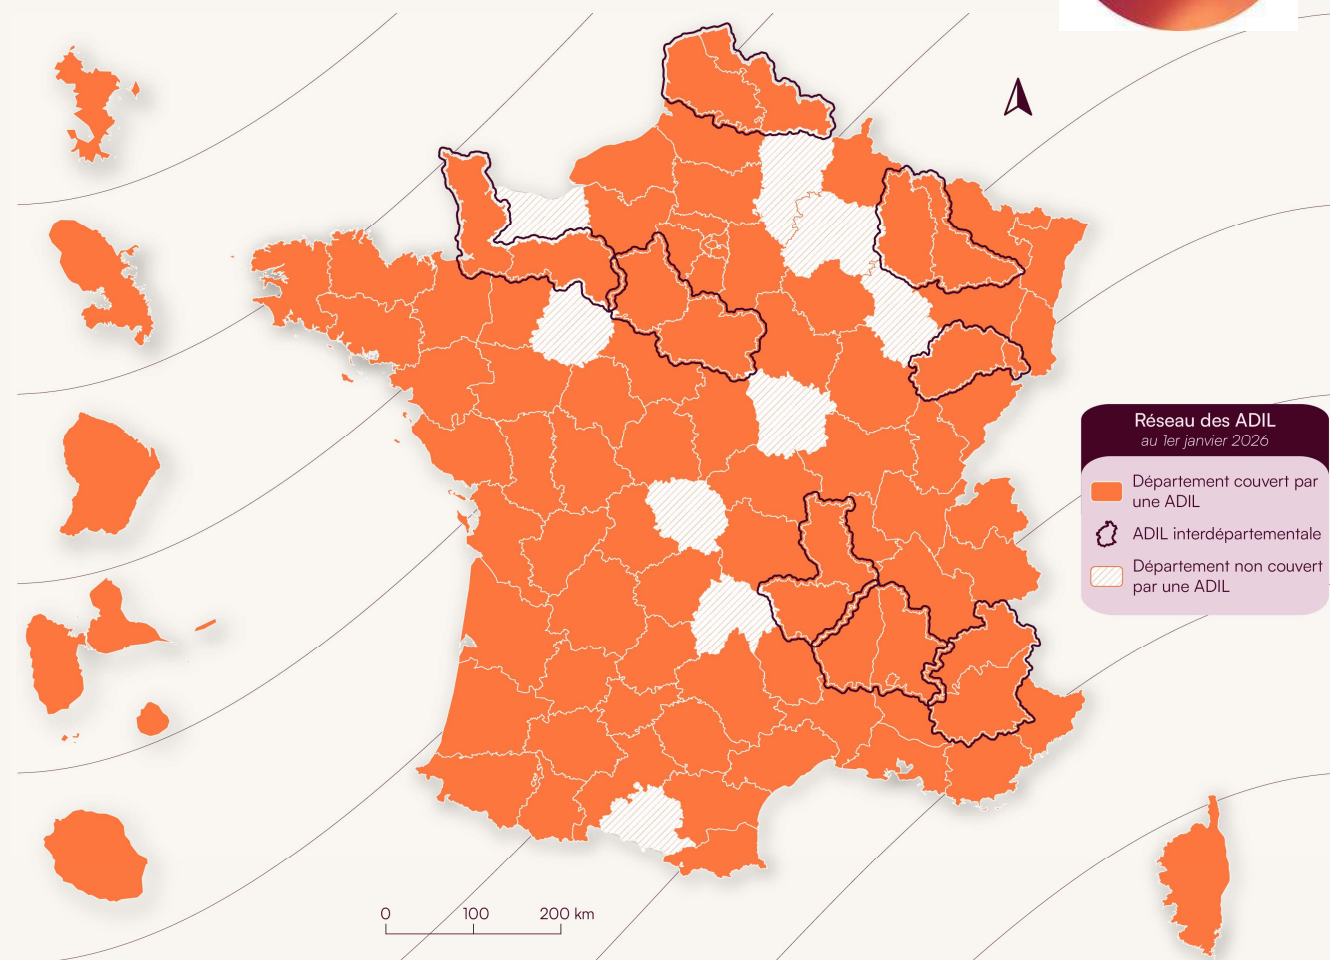 Réseau des ADIL
au 1er janvier 2026
Département couvert par
une ADIL
ADIL interdépartementale
Département non couvert
par une ADIL
0 100 200 km